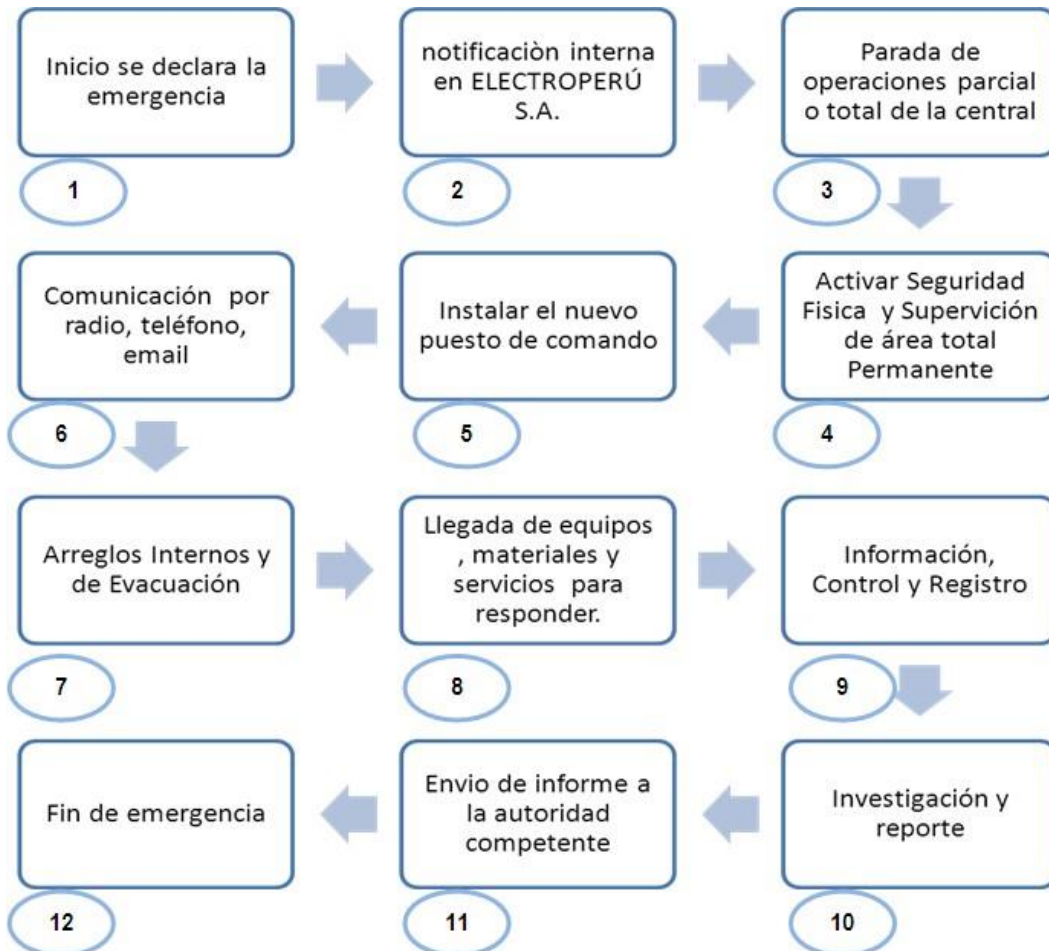 Inicio se declara la
emergencia
1
notificaciòn interna
en ELECTROPERÚ
S.A.
2
Parada de
operaciones parcial
o total de la central
3
Activar Seguridad
Fisica y Supervición
de área total
Permanente
4
Instalar el nuevo
puesto de comando
5
Comunicación por
radio, teléfono,
email
6
Arreglos Internos y
de Evacuación
7
Llegada de equipos
, materiales y
servicios para
responder.
8
Información,
Control y Registro
9
Investigación y
reporte
10
Envio de informe a
la autoridad
competente
11
Fin de emergencia
12